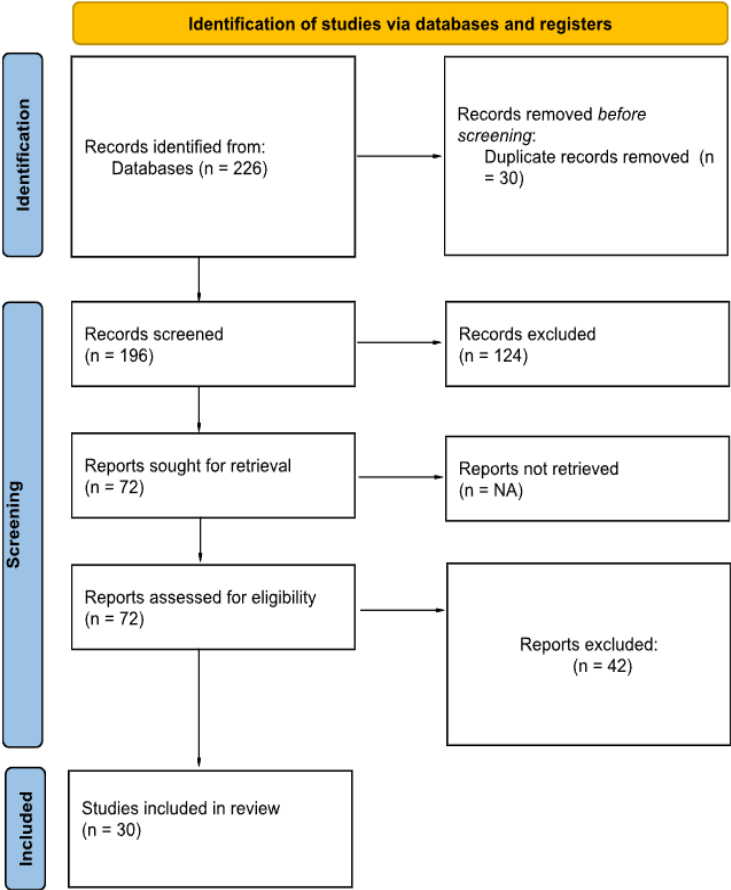 Identification of studies via databases and registers
Identification
Records identified from:
Databases (n = 226)
Records removed before
screening:
Duplicate records removed (n
= 30)
Screening
Records screened
(n = 196)
Records excluded
(n = 124)
Reports sought for retrieval
(n = 72)
Reports not retrieved
(n = NA)
Reports assessed for eligibility
(n = 72)
Reports excluded:
(n = 42)
Included
Studies included in review
(n = 30)